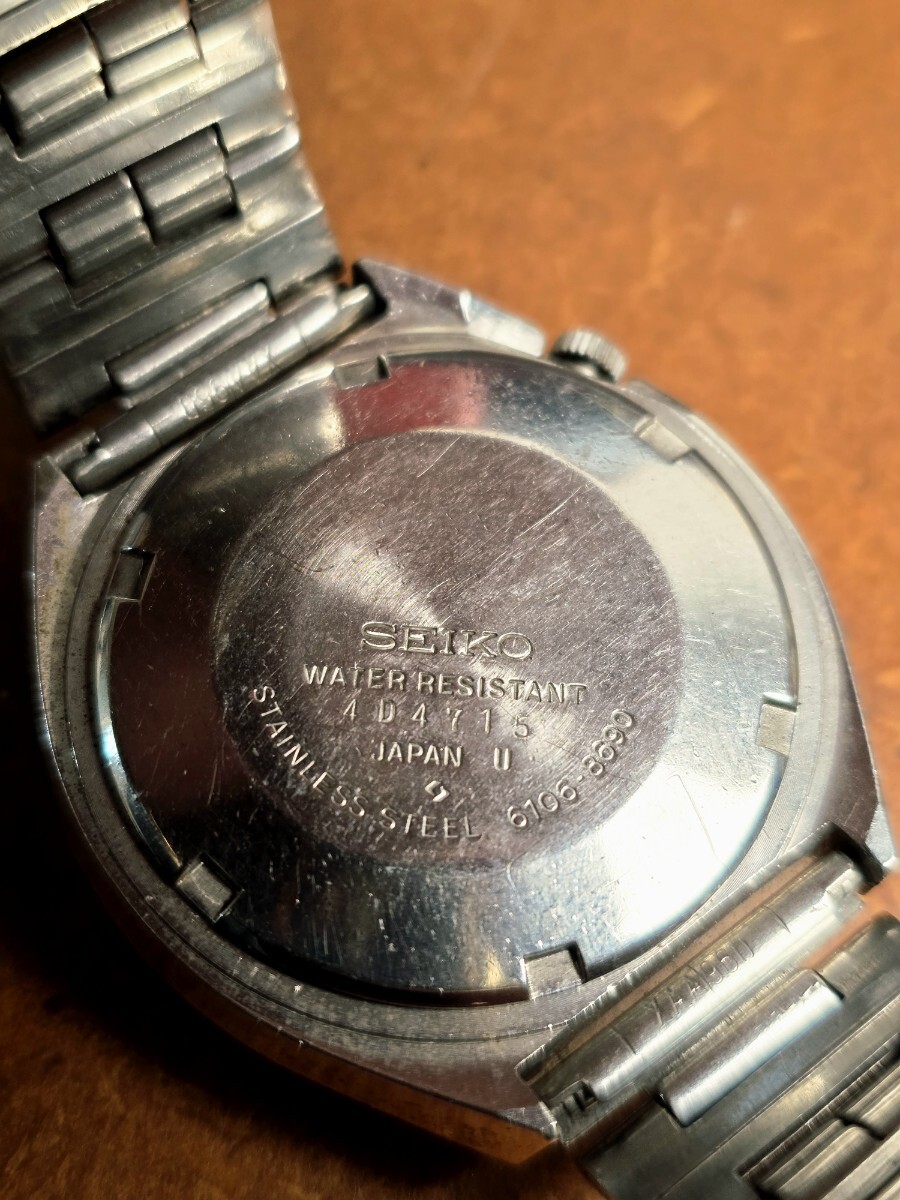 SEIKO
WATER RESISTANT
4D4715
JAPAN U
STAINLESS STEEL 6106-8690